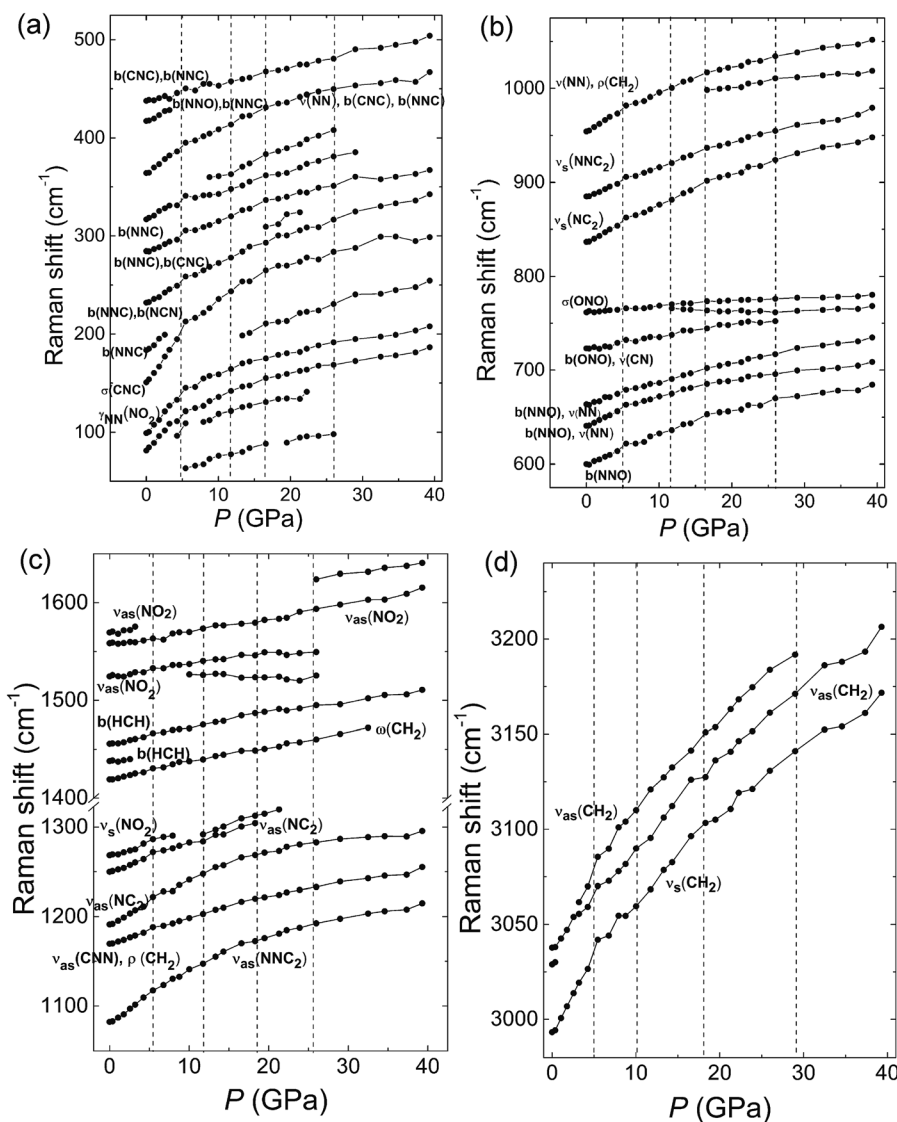 (a)
500
400
300
200
100
0
10
20
30
40
Raman shift (cm⁻¹)
P (GPa)
b(CNC),b(NNC)
b(NNO),b(NNC)
ν(NN), b(CNC), b(NNC)
b(NNC)
b(NNC),b(CNC)
b(NNC),b(NCN)
b(NNC)
σ(CNC)
γNN(NO₂)
(b)
1000
900
800
700
600
0
10
20
30
40
Raman shift (cm⁻¹)
P (GPa)
ν(NN), ρ(CH₂)
νs(NNC₂)
νs(NC₂)
σ(ONO)
b(ONO), ν(CN)
b(NNO), ν(NN)
b(NNO), ν(NN)
b(NNO)
(c)
1600
1500
1400
1300
1200
1100
0
10
20
30
40
Raman shift (cm⁻¹)
Raman shift (cm⁻¹)
P (GPa)
νas(NO₂)
νas(NO₂)
νas(NO₂)
b(HCH)
b(HCH)
ω(CH₂)
νs(NO₂)
νas(NC₂)
νas(NC₂)
νas(CNN), ρ (CH₂)
νas(NNC₂)
(d)
3200
3150
3100
3050
3000
0
10
20
30
40
Raman shift (cm⁻¹)
P (GPa)
νas(CH₂)
νas(CH₂)
νs(CH₂)